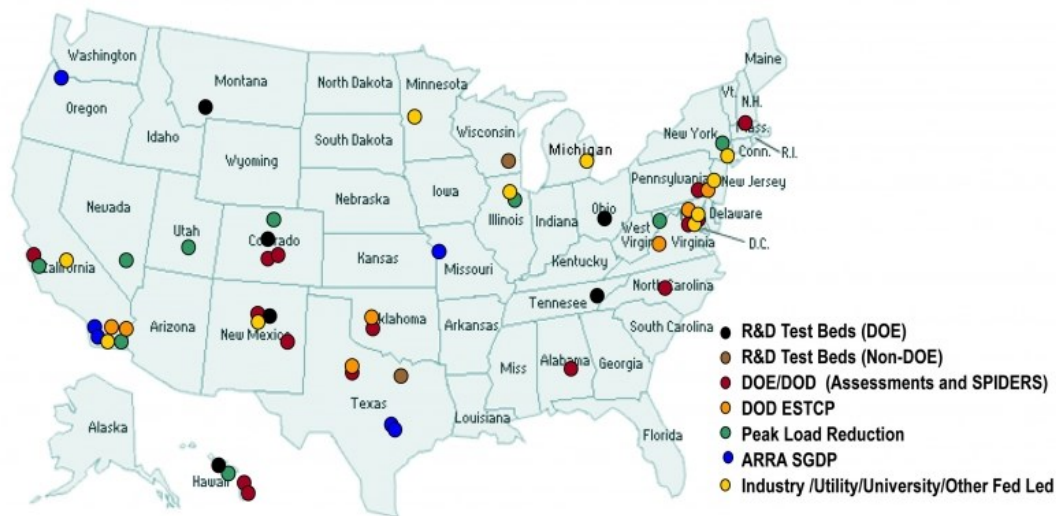 Washington
Maine
Montana
North Dakota
Minnesota
Vt.
N.H.
Oregon
Idaho
South Dakota
Wisconsin
New York
Mass.
Michigan
Wyoming
Conn.
R.I.
Pennsylvania
New Jersey
Iowa
Nebraska
Nevada
Ohio
Delaware
Illinois
Indiana
West
Virginia
Utah
Colorado
Virginia
D.C.
California
Kansas
Missouri
Kentucky
North Carolina
Tennesee
Arizona
New Mexico
Oklahoma
Arkansas
South Carolina
Miss
Alabama
Georgia
Texas
Louisiana
Florida
Alaska
Hawaii
R&D Test Beds (DOE)
R&D Test Beds (Non-DOE)
DOE/DOD (Assessments and SPIDERS)
DOD ESTCP
Peak Load Reduction
ARRA SGDP
Industry /Utility/University/Other Fed Led